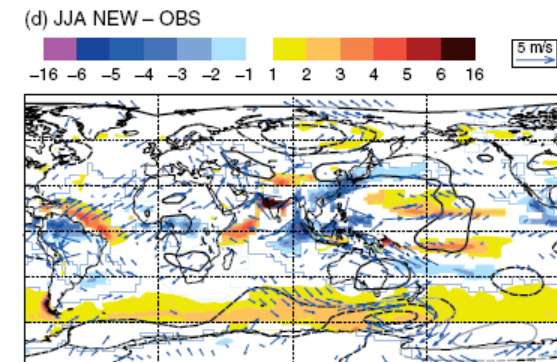 (d) JJA NEW – OBS
5 m/s
–16 –6 –5 –4 –3 –2 –1 1 2 3 4 5 6 16